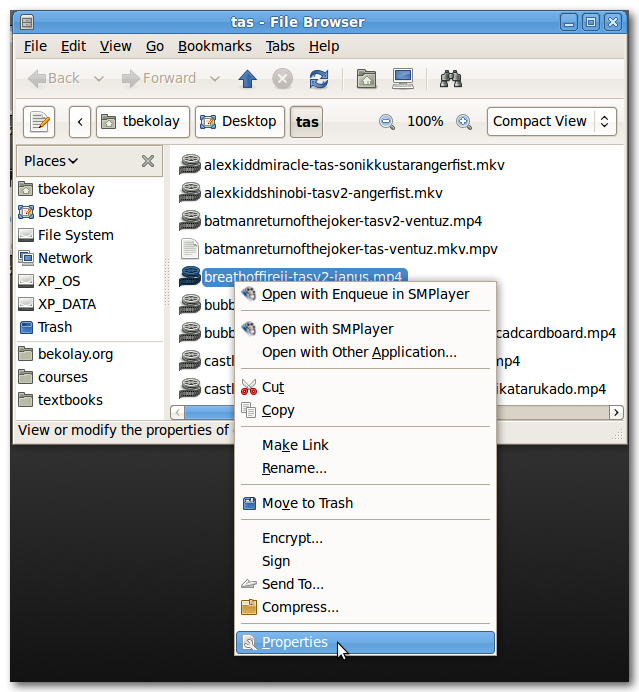 tas - File Browser
File Edit View Go Bookmarks Tabs Help
Back Forward
tbekolay Desktop tas 100% Compact View
Places
tbekolay
Desktop
File System
Network
XP_OS
XP_DATA
Trash
bekolay.org
courses
textbooks
alexkiddmiracle-tas-sonikkustarangerfist.mkv
alexkiddshinobi-tasv2-angerfist.mkv
batmanreturnofthejoker-tasv2-ventuz.mp4
batmanreturnofthejoker-tas-ventuz.mkv.mpv
breathoffireii-tasv2-janus.mp4
bubb
bubb cadcardboard.mp4
castl mp4
castl ikatarukado.mp4
View or modify the properties of
Open with Enqueue in SMPlayer
Open with SMPlayer
Open with Other Application...
Cut
Copy
Make Link
Rename...
Move to Trash
Encrypt...
Sign
Send To...
Compress...
Properties